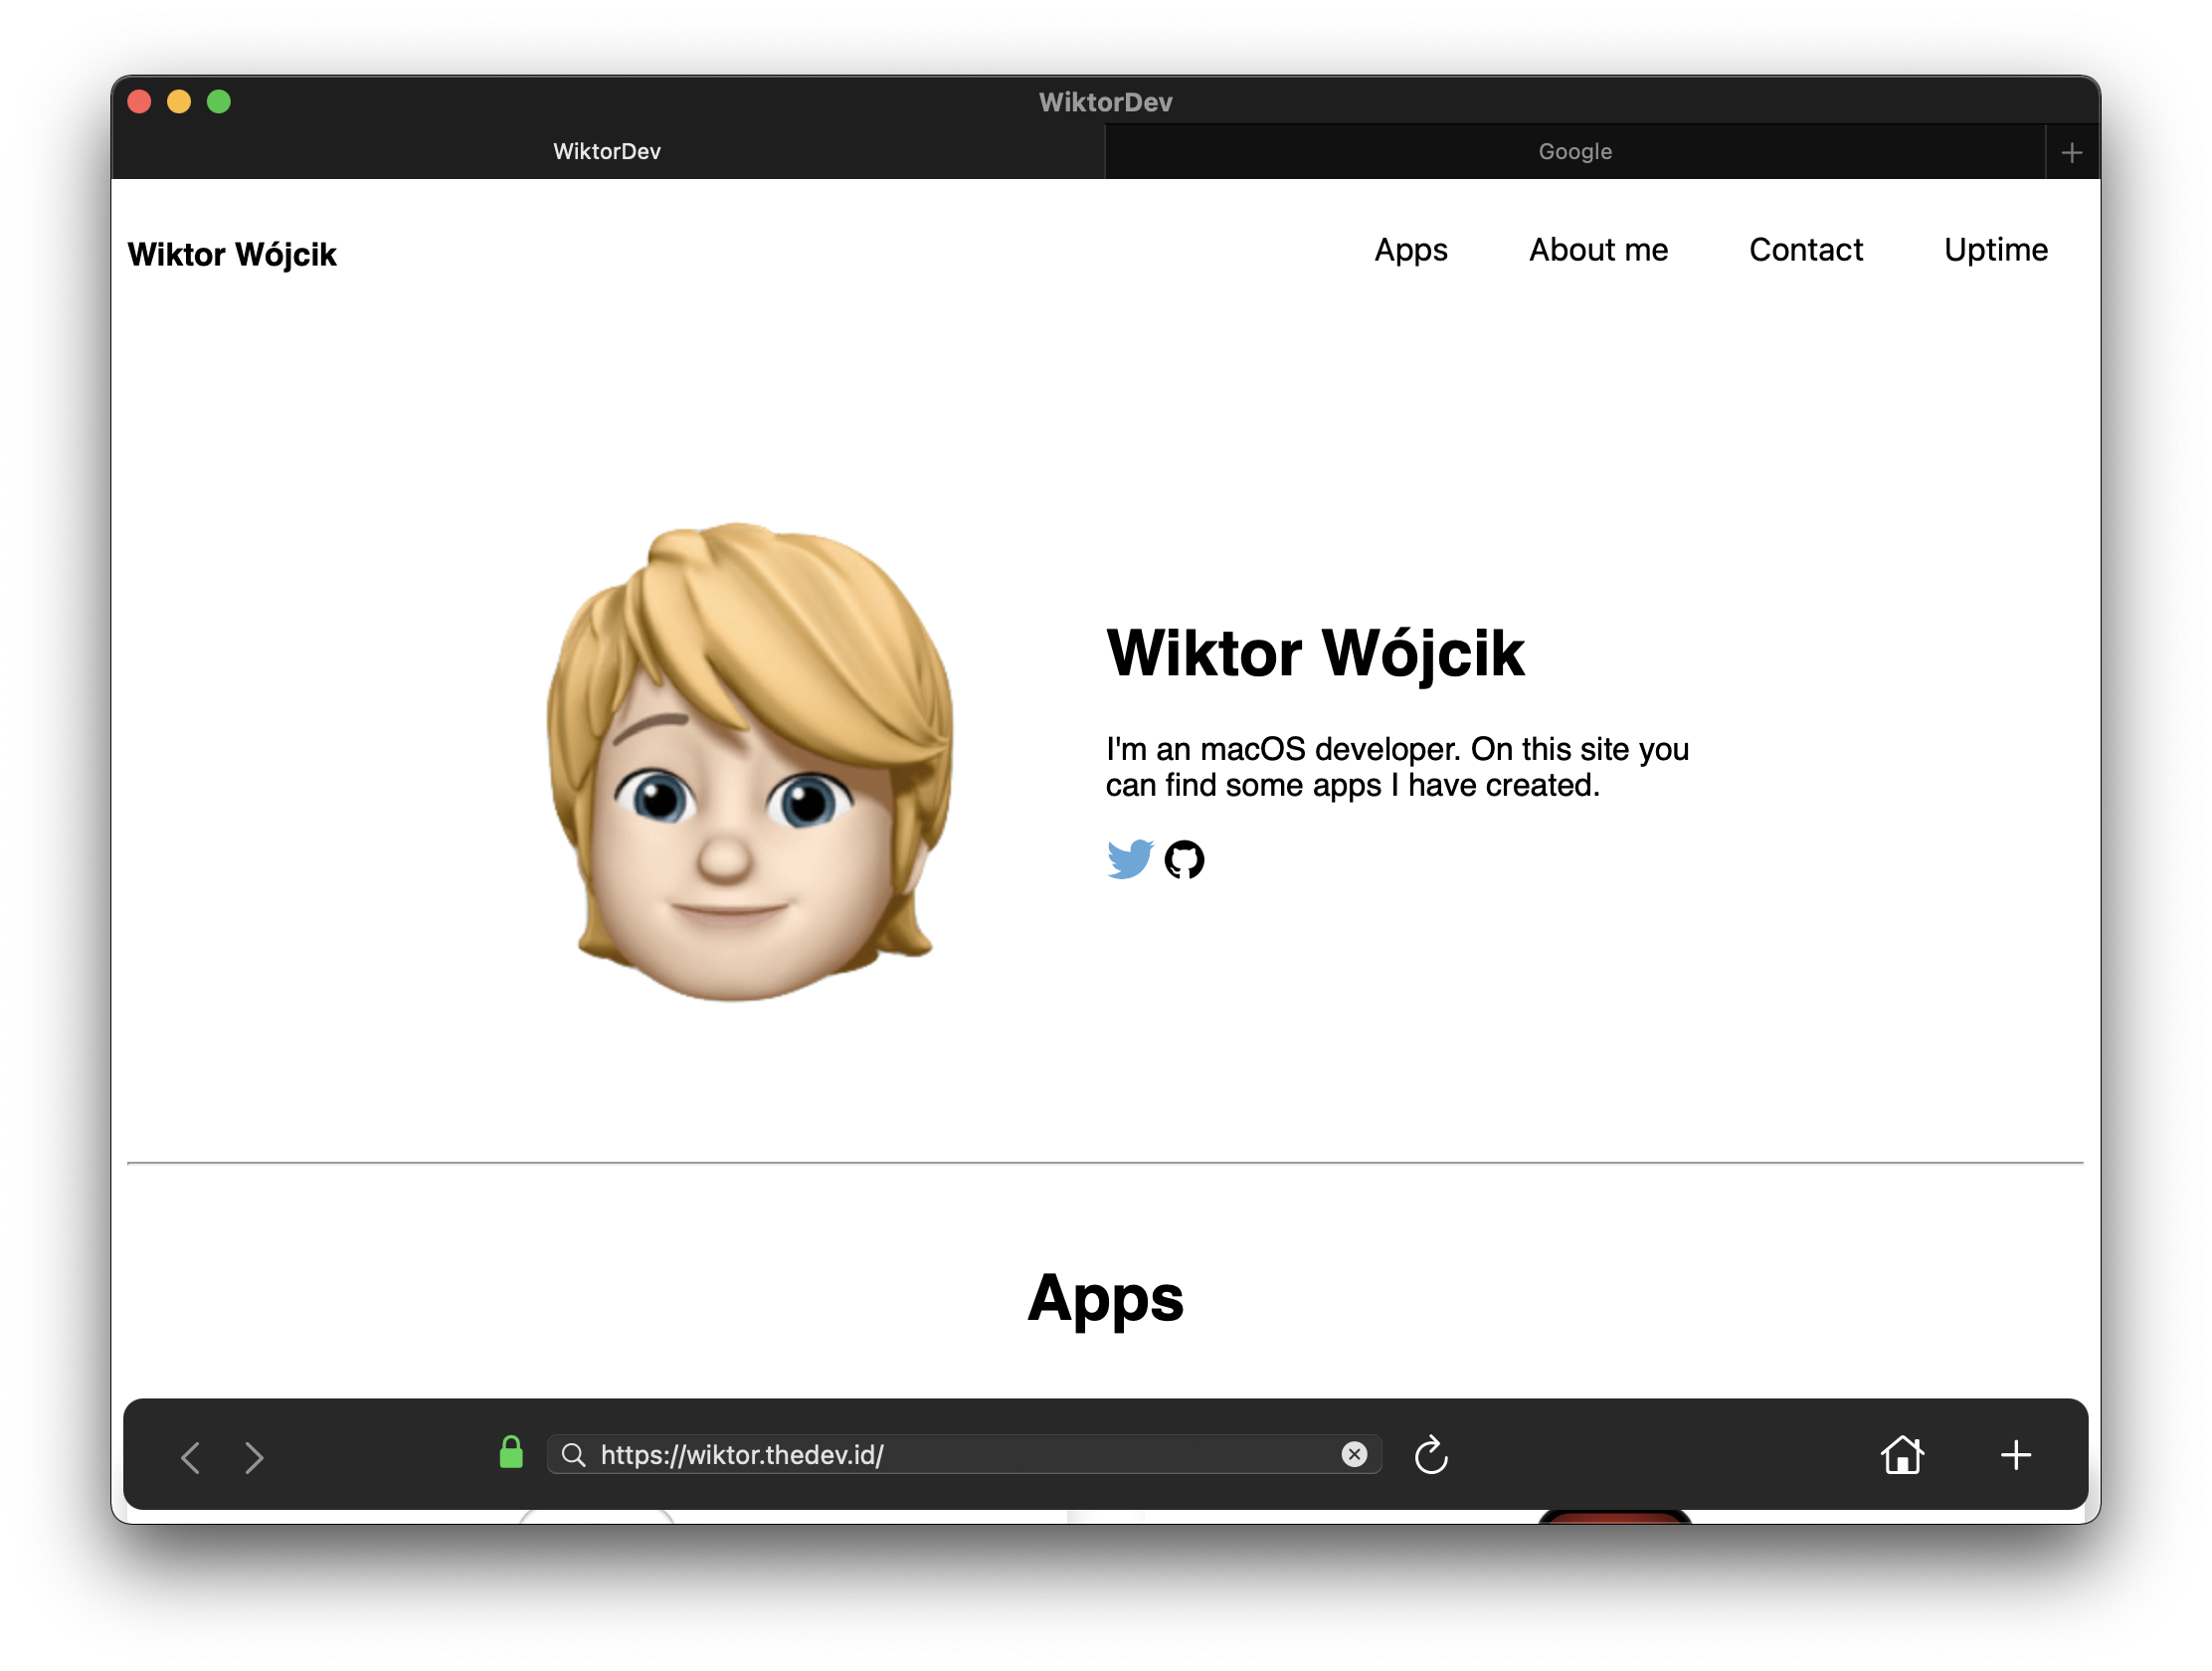 WiktorDev
WiktorDev
Google
Wiktor Wójcik
Apps
About me
Contact
Uptime
Wiktor Wójcik
I'm an macOS developer. On this site you
can find some apps I have created.
Apps
https://wiktor.thedev.id/